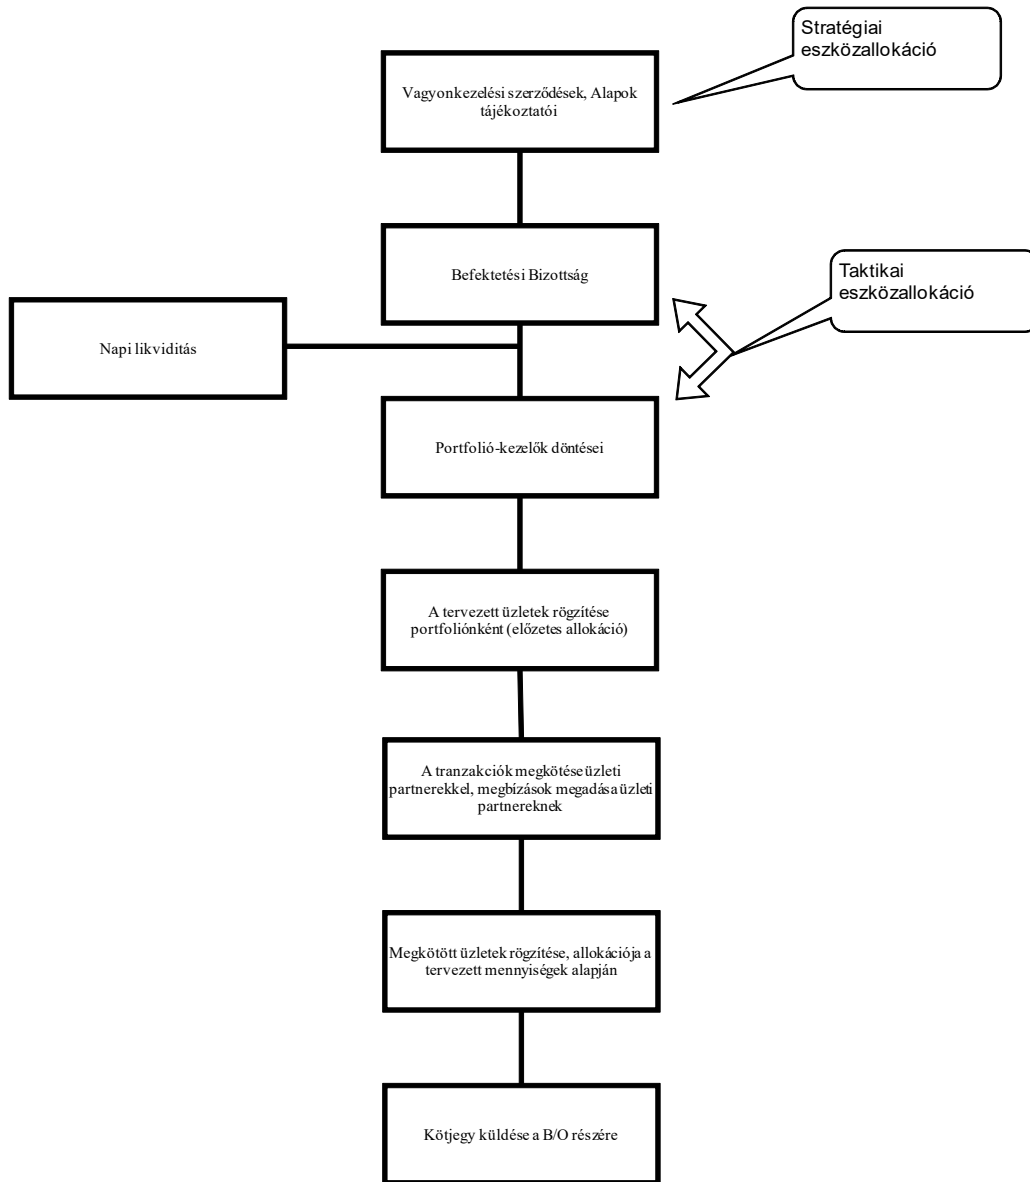 Stratégiai
eszközallokáció
Vagyonkezelési szerződések, Alapok
tájékoztatói
Befektetési Bizottság
Taktikai
eszközallokáció
Napi likviditás
Portfolió-kezelők döntései
A tervezett üzletek rögzítése
portfoliónként (előzetes allokáció)
A tranzakciók megkötése üzleti
partnerekkel, megbízások megadása üzleti
partnereknek
Megkötött üzletek rögzítése, allokációja a
tervezett mennyiségek alapján
Kötjegy küldése a B/O részére